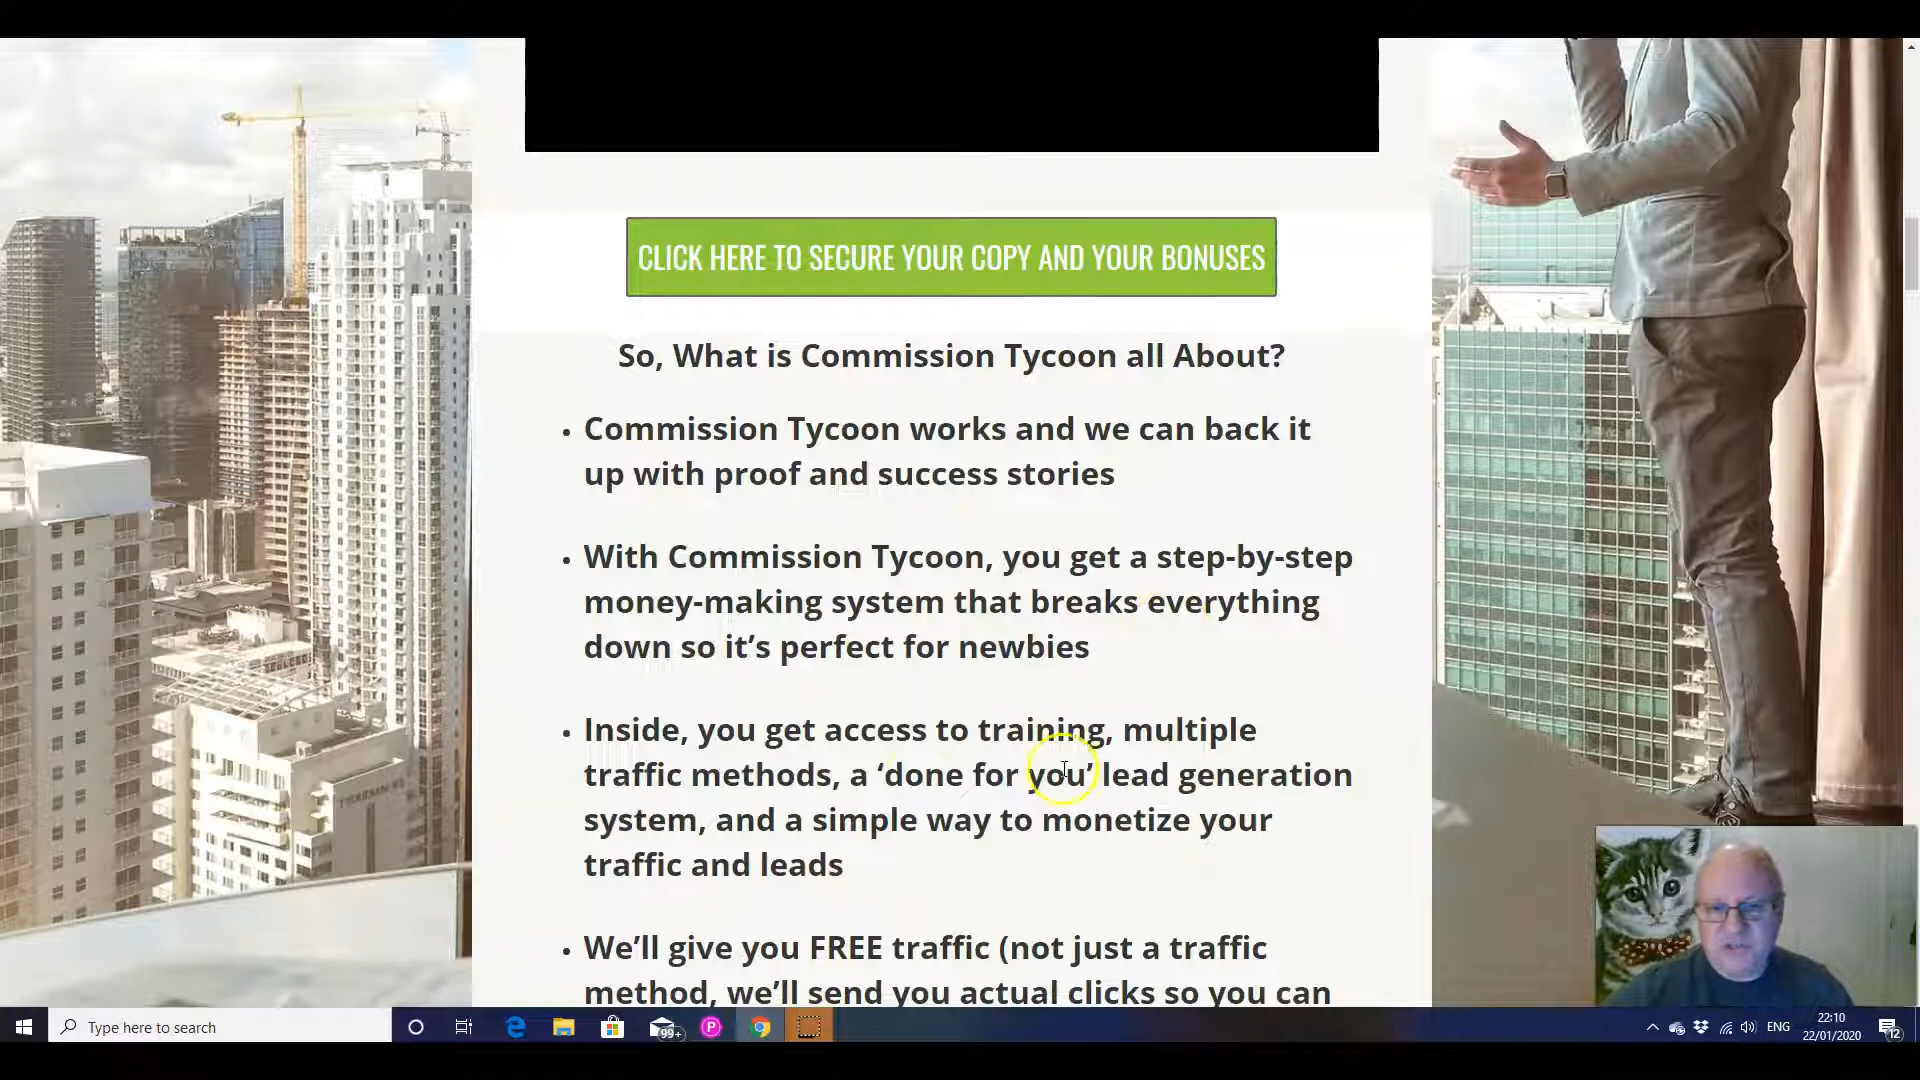 CLICK HERE TO SECURE YOUR COPY AND YOUR BONUSES
So, What is Commission Tycoon all About?
• Commission Tycoon works and we can back it
up with proof and success stories
• With Commission Tycoon, you get a step-by-step
money-making system that breaks everything
down so it’s perfect for newbies
• Inside, you get access to training, multiple
traffic methods, a ‘done for you’ lead generation
system, and a simple way to monetize your
traffic and leads
• We’ll give you FREE traffic (not just a traffic
method, we’ll send you actual clicks so you can
Type here to search
99+
P
ENG
22:10
22/01/2020
12